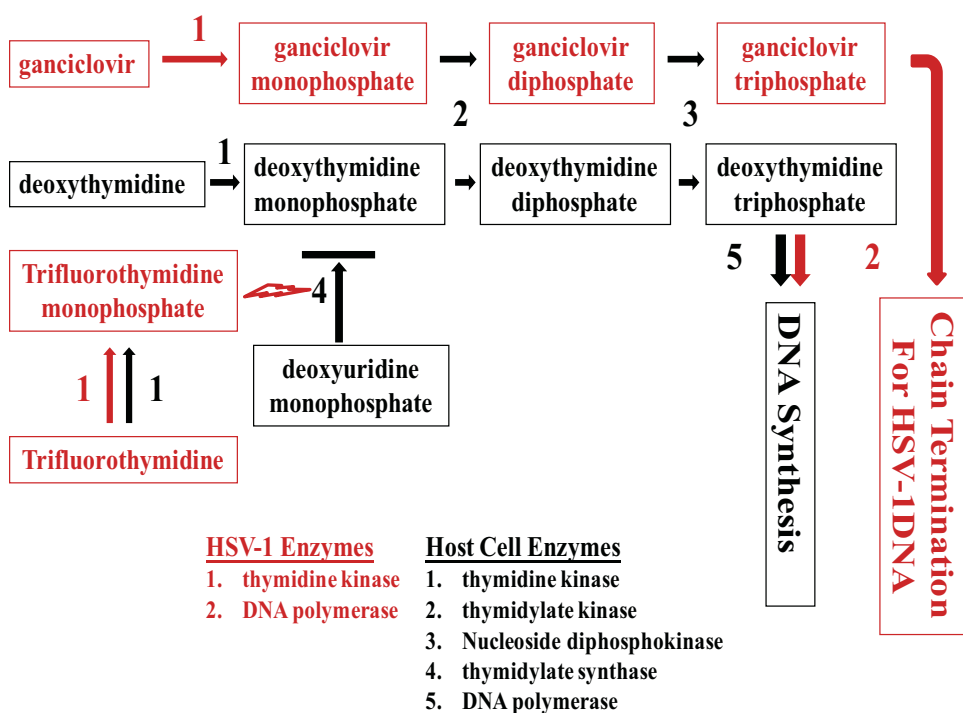 1
ganciclovir
ganciclovir
monophosphate
ganciclovir
diphosphate
ganciclovir
triphosphate
2
3
1
deoxythymidine
deoxythymidine
monophosphate
deoxythymidine
diphosphate
deoxythymidine
triphosphate
Trifluorothymidine
monophosphate
4
5
2
deoxyuridine
monophosphate
1
1
Trifluorothymidine
DNA Synthesis
Chain Termination
For HSV-1DNA
HSV-1 Enzymes
1. thymidine kinase
2. DNA polymerase
Host Cell Enzymes
1. thymidine kinase
2. thymidylate kinase
3. Nucleoside diphosphokinase
4. thymidylate synthase
5. DNA polymerase